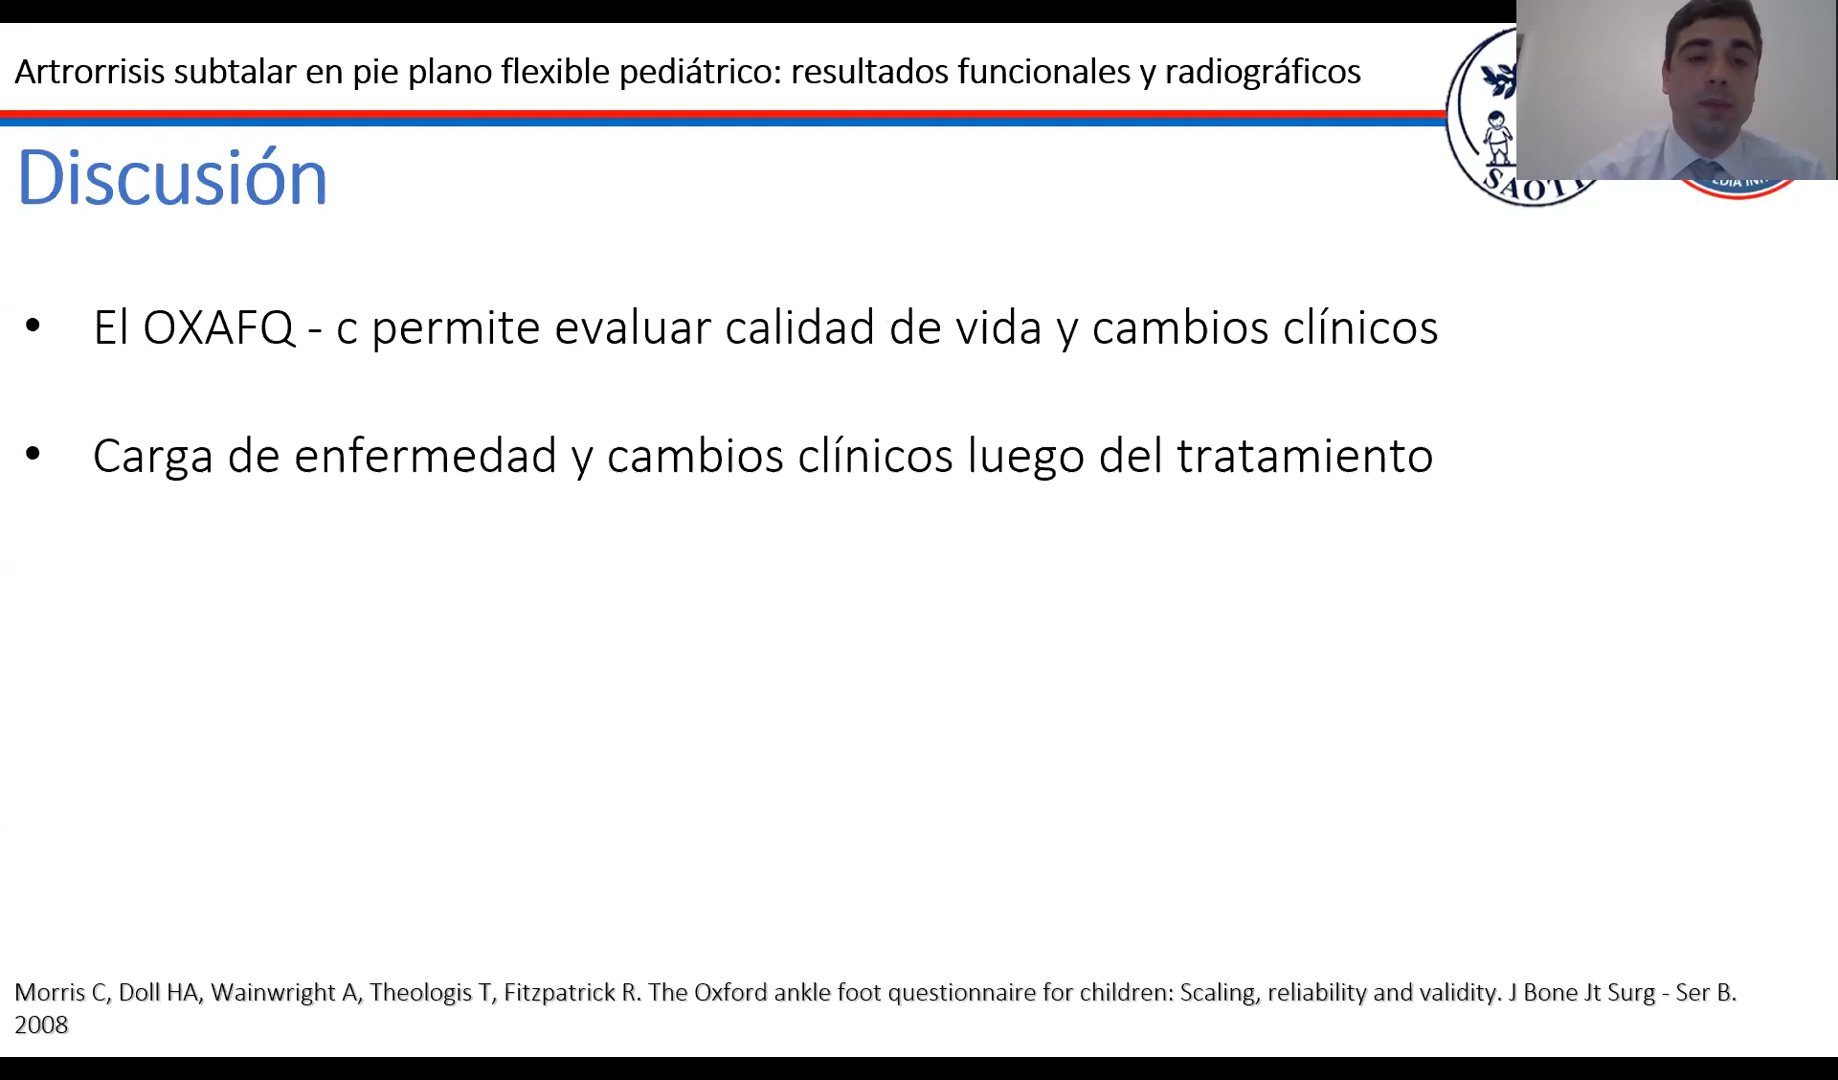 Artrorrisis subtalar en pie plano flexible pediátrico: resultados funcionales y radiográficos
Discusión
• El OXAFQ - c permite evaluar calidad de vida y cambios clínicos
• Carga de enfermedad y cambios clínicos luego del tratamiento
Morris C, Doll HA, Wainwright A, Theologis T, Fitzpatrick R. The Oxford ankle foot questionnaire for children: Scaling, reliability and validity. J Bone Jt Surg - Ser B.
2008